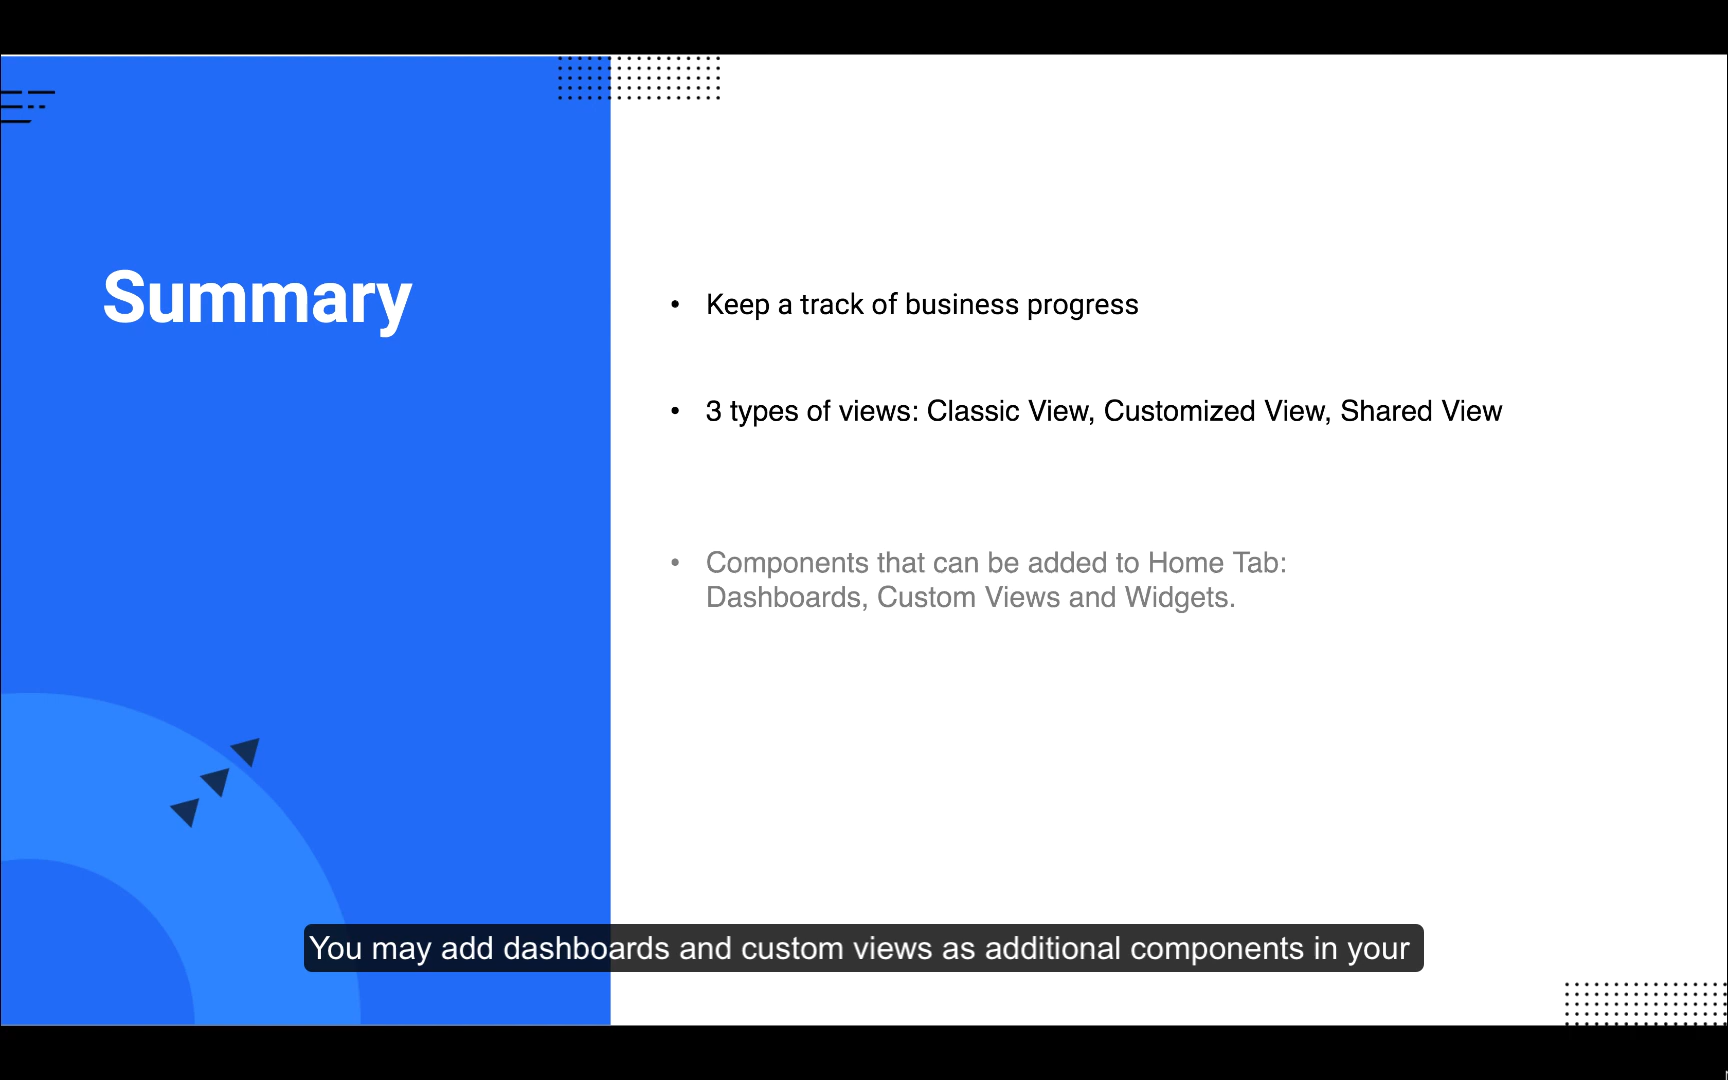 Summary
• Keep a track of business progress
• 3 types of views: Classic View, Customized View, Shared View
• Components that can be added to Home Tab:
Dashboards, Custom Views and Widgets.
You may add dashboards and custom views as additional components in your